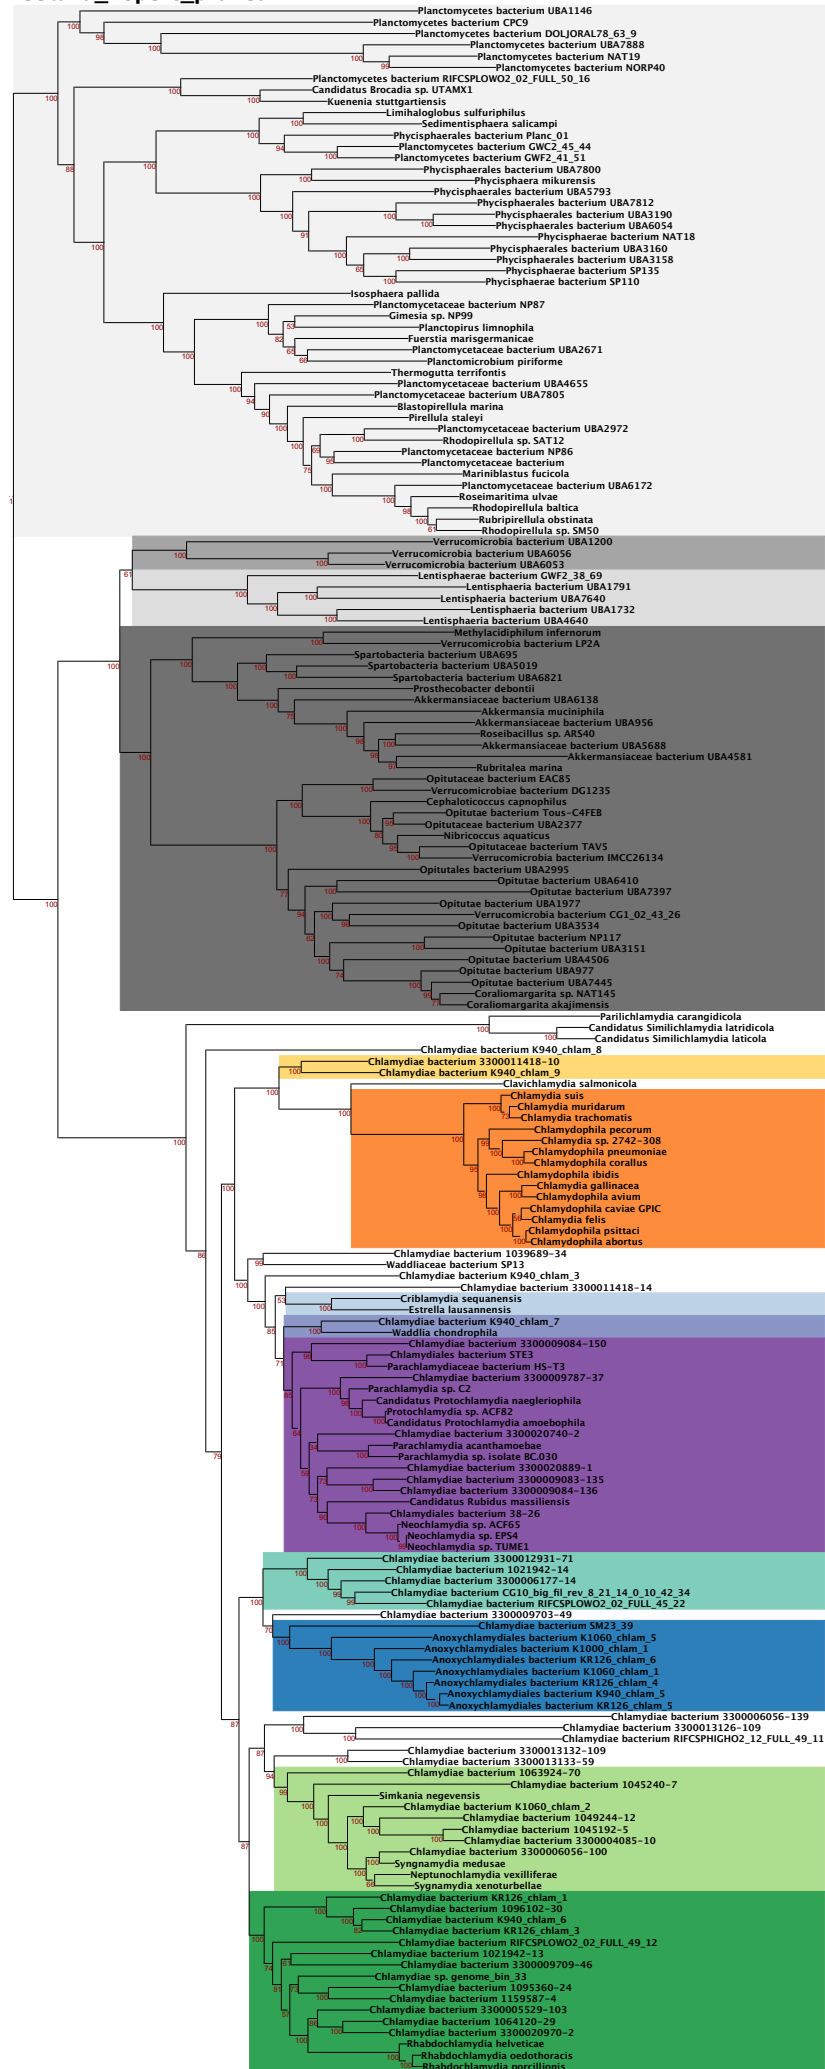 Planctomycetes bacterium UBA1146
Planctomycetes bacterium CPC9
Planctomycetes bacterium DOLJORAL78_63_9
Planctomycetes bacterium UBA7888
Planctomycetes bacterium NAT19
Planctomycetes bacterium NORP40
Planctomycetes bacterium RIFCSPLOWO2_02_FULL_50_16
Candidatus Brocadia sp. UTAMX1
Kuenenia stuttgartiensis
Limihaloglobus sulfuriphilus
Sedimentisphaera salicampi
Phycisphaerales bacterium Planc_01
Planctomycetes bacterium GWC2_45_44
Planctomycetes bacterium GWF2_41_51
Phycisphaerales bacterium UBA7800
Phycisphaera mikurensis
Phycisphaerales bacterium UBA5793
Phycisphaerales bacterium UBA7812
Phycisphaerales bacterium UBA3190
Phycisphaerales bacterium UBA6054
Phycisphaerae bacterium NAT18
Phycisphaerales bacterium UBA3160
Phycisphaerales bacterium UBA3158
Phycisphaerae bacterium SP135
Phycisphaerae bacterium SP110
Isosphaera pallida
Planctomycetaceae bacterium NP87
Gimesia sp. NP99
Planctopirus limnophila
Fuerstia marisgermanicae
Planctomycetaceae bacterium UBA2671
Planctomicrobium piriforme
Thermogutta terrifontis
Planctomycetaceae bacterium UBA4655
Planctomycetaceae bacterium UBA7805
Blastopirellula marina
Pirellula staleyi
Planctomycetaceae bacterium UBA2972
Rhodopirellula sp. SAT12
Planctomycetaceae bacterium NP86
Planctomycetaceae bacterium
Mariniblastus fucicola
Planctomycetaceae bacterium UBA6172
Roseimaritima ulvae
Rhodopirellula baltica
Rubripirellula obstinata
Rhodopirellula sp. SM50
Verrucomicrobia bacterium UBA1200
Verrucomicrobia bacterium UBA6056
Verrucomicrobia bacterium UBA6053
Lentisphaerae bacterium GWF2_38_69
Lentisphaeria bacterium UBA1791
Lentisphaeria bacterium UBA7640
Lentisphaeria bacterium UBA1732
Lentisphaeria bacterium UBA4640
Methylacidiphilum infernorum
Verrucomicrobia bacterium LP2A
Spartobacteria bacterium UBA695
Spartobacteria bacterium UBA5019
Spartobacteria bacterium UBA6821
Prosthecobacter debontii
Akkermansiaceae bacterium UBA6138
Akkermansia muciniphila
Akkermansiaceae bacterium UBA956
Roseibacillus sp. ARS40
Akkermansiaceae bacterium UBA5688
Akkermansiaceae bacterium UBA4581
Rubritalea marina
Opitutaceae bacterium EAC85
Verrucomicrobiae bacterium DG1235
Cephaloticoccus capnophilus
Opitutae bacterium Tous-C4FEB
Opitutaceae bacterium UBA2377
Nibricoccus aquaticus
Opitutaceae bacterium TAV5
Verrucomicrobia bacterium IMCC26134
Opitutales bacterium UBA2995
Opitutae bacterium UBA6410
Opitutae bacterium UBA7397
Opitutae bacterium UBA1977
Verrucomicrobia bacterium CG1_02_43_26
Opitutae bacterium UBA3534
Opitutae bacterium NP117
Opitutae bacterium UBA3151
Opitutae bacterium UBA4506
Opitutae bacterium UBA977
Opitutae bacterium UBA7445
Coraliomargarita sp. NAT145
Coraliomargarita akajimensis
Parilichlamydia carangidicola
Candidatus Similichlamydia latridicola
Candidatus Similichlamydia laticola
Chlamydiae bacterium K940_chlam_8
Chlamydiae bacterium 3300011418-10
Chlamydiae bacterium K940_chlam_9
Clavichlamydia salmonicola
Chlamydia suis
Chlamydia muridarum
Chlamydia trachomatis
Chlamydophila pecorum
Chlamydia sp. 2742-308
Chlamydophila pneumoniae
Chlamydophila corallus
Chlamydophila ibidis
Chlamydia gallinacea
Chlamydophila avium
Chlamydophila caviae GPIC
Chlamydia felis
Chlamydophila psittaci
Chlamydophila abortus
Chlamydiae bacterium 1039689-34
Waddliaceae bacterium SP13
Chlamydiae bacterium K940_chlam_3
Chlamydiae bacterium 3300011418-14
Criblamydia sequanensis
Estrella lausannensis
Chlamydiae bacterium K940_chlam_7
Waddlia chondrophila
Chlamydiae bacterium 3300009084-150
Chlamydiales bacterium STE3
Parachlamydiaceae bacterium HS-T3
Chlamydiae bacterium 3300009787-37
Parachlamydia sp. C2
Candidatus Protochlamydia naegleriophila
Protochlamydia sp. ACF82
Candidatus Protochlamydia amoebophila
Chlamydiae bacterium 3300020740-2
Parachlamydia acanthamoebae
Parachlamydia sp. isolate BC.030
Chlamydiae bacterium 3300020889-1
Chlamydiae bacterium 3300009083-135
Chlamydiae bacterium 3300009084-136
Candidatus Rubidus massiliensis
Chlamydiales bacterium 38-26
Neochlamydia sp. ACF65
Neochlamydia sp. EPS4
Neochlamydia sp. TUME1
Chlamydiae bacterium 3300012931-71
Chlamydiae bacterium 1021942-14
Chlamydiae bacterium 3300006177-14
Chlamydiae bacterium CG10_big_fil_rev_8_21_14_0_10_42_34
Chlamydiae bacterium RIFCSPLOWO2_02_FULL_45_22
Chlamydiae bacterium 3300009703-49
Chlamydiae bacterium SM23_39
Anoxychlamydiales bacterium K1060_chlam_5
Anoxychlamydiales bacterium K1000_chlam_1
Anoxychlamydiales bacterium KR126_chlam_6
Anoxychlamydiales bacterium K1060_chlam_1
Anoxychlamydiales bacterium KR126_chlam_4
Anoxychlamydiales bacterium K940_chlam_5
Anoxychlamydiales bacterium KR126_chlam_5
Chlamydiae bacterium 3300006056-139
Chlamydiae bacterium 3300013126-109
Chlamydiae bacterium RIFCSPHIGHO2_12_FULL_49_11
Chlamydiae bacterium 3300013132-109
Chlamydiae bacterium 3300013133-59
Chlamydiae bacterium 1063924-70
Chlamydiae bacterium 1045240-7
Simkania negevensis
Chlamydiae bacterium K1060_chlam_2
Chlamydiae bacterium 1049244-12
Chlamydiae bacterium 1045192-5
Chlamydiae bacterium 3300004085-10
Chlamydiae bacterium 3300006056-100
Syngnamydia medusae
Neptunochlamydia vexilliferae
Sygnamydia xenoturbellae
Chlamydiae bacterium KR126_chlam_1
Chlamydiae bacterium 1096102-30
Chlamydiae bacterium K940_chlam_6
Chlamydiae bacterium KR126_chlam_3
Chlamydiae bacterium RIFCSPLOWO2_02_FULL_49_12
Chlamydiae bacterium 1021942-13
Chlamydiae bacterium 3300009709-46
Chlamydiae sp. genome_bin_33
Chlamydiae bacterium 1095360-24
Chlamydiae bacterium 1159587-4
Chlamydiae bacterium 3300005529-103
Chlamydiae bacterium 1064120-29
Chlamydiae bacterium 3300020970-2
Rhabdochlamydia helveticae
Rhabdochlamydia oedothoracis
Rhabdochlamydia porcellionis